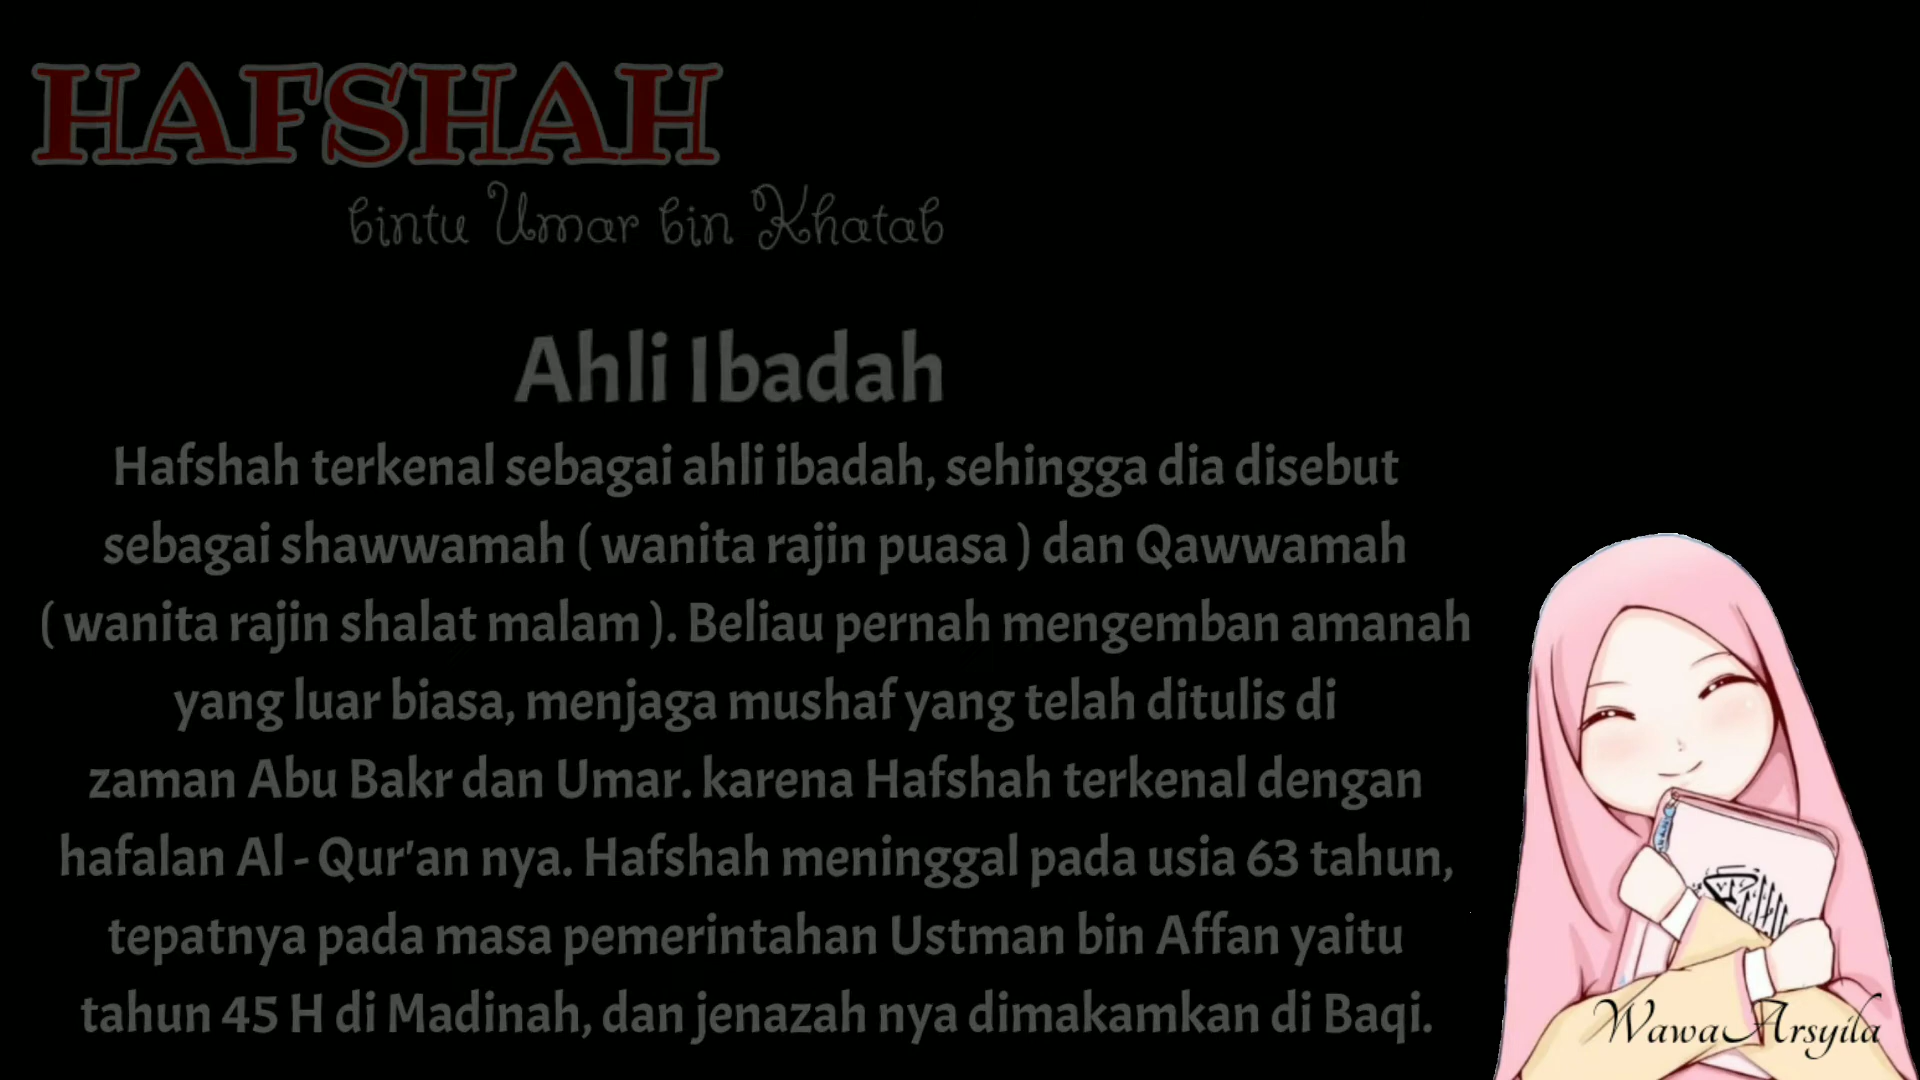 HAFSHAH
bintu Umar bin Khatab
Ahli Ibadah
Hafshah terkenal sebagai ahli ibadah, sehingga dia disebut
sebagai shawwamah ( wanita rajin puasa ) dan Qawwamah
( wanita rajin shalat malam ). Beliau pernah mengemban amanah
yang luar biasa, menjaga mushaf yang telah ditulis di
zaman Abu Bakr dan Umar. karena Hafshah terkenal dengan
hafalan Al - Qur'an nya. Hafshah meninggal pada usia 63 tahun,
tepatnya pada masa pemerintahan Ustman bin Affan yaitu
tahun 45 H di Madinah, dan jenazah nya dimakamkan di Baqi.
WawaArsyila